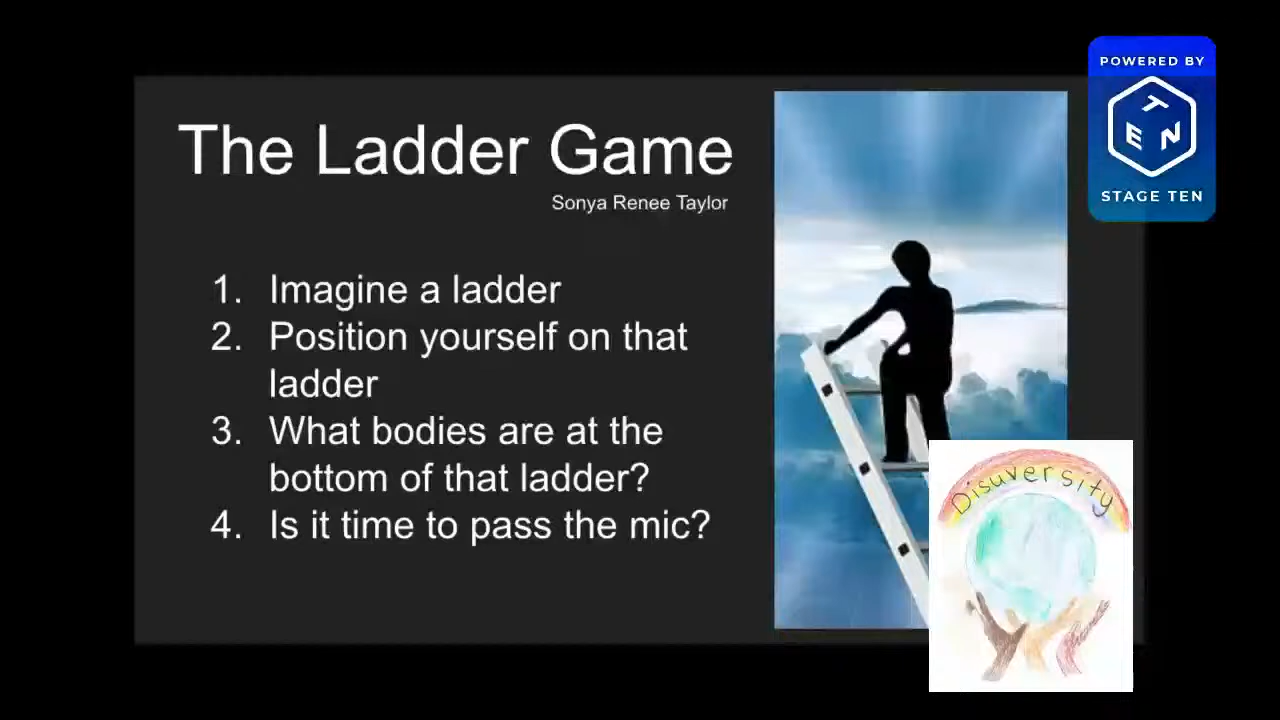 The Ladder Game
Sonya Renee Taylor
1. Imagine a ladder
2. Position yourself on that
ladder
3. What bodies are at the
bottom of that ladder?
4. Is it time to pass the mic?
POWERED BY
TEN
STAGE TEN
Disuversity